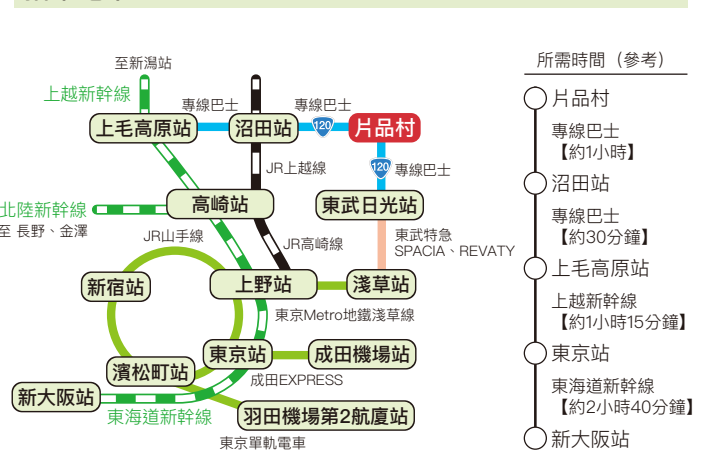 至新潟站
上越新幹線
專線巴士
專線巴士
上毛高原站
沼田站
120
片品村
JR上越線
120
專線巴士
高崎站
東武日光站
北陸新幹線
至 長野、金澤
JR山手線
JR高崎線
東武特急
SPACIA、REVATY
新宿站
上野站
淺草站
東京Metro地鐵淺草線
東京站
成田機場站
濱松町站
成田EXPRESS
新大阪站
東海道新幹線
羽田機場第2航廈站
東京單軌電車
所需時間（參考）
片品村
專線巴士
【約1小時】
沼田站
專線巴士
【約30分鐘】
上毛高原站
上越新幹線
【約1小時15分鐘】
東京站
東海道新幹線
【約2小時40分鐘】
新大阪站